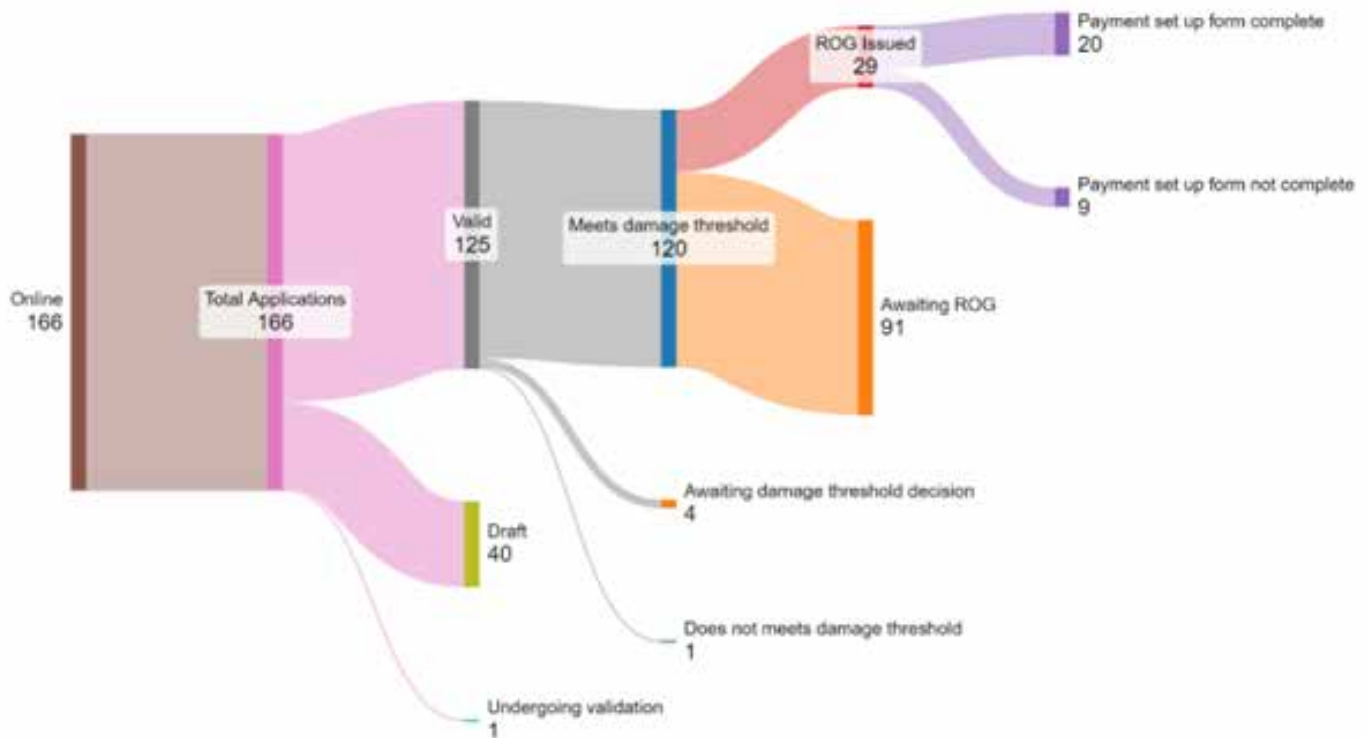 Online
166
Total Applications
166
Valid
125
Draft
40
Undergoing validation
1
Meets damage threshold
120
Awaiting damage threshold decision
4
Does not meets damage threshold
1
ROG Issued
29
Awaiting ROG
91
Payment set up form complete
20
Payment set up form not complete
9